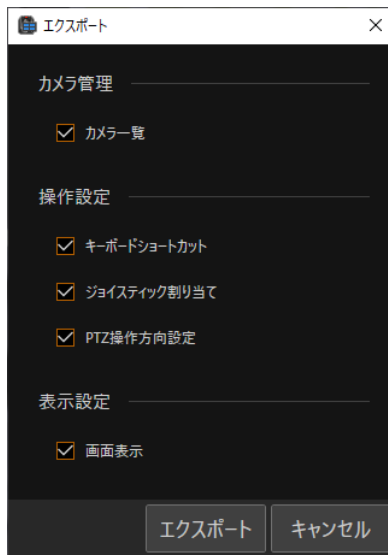 エクスポート
カメラ管理
カメラ一覧
操作設定
キーボードショートカット
ジョイスティック割り当て
PTZ操作方向設定
表示設定
画面表示
エクスポート キャンセル